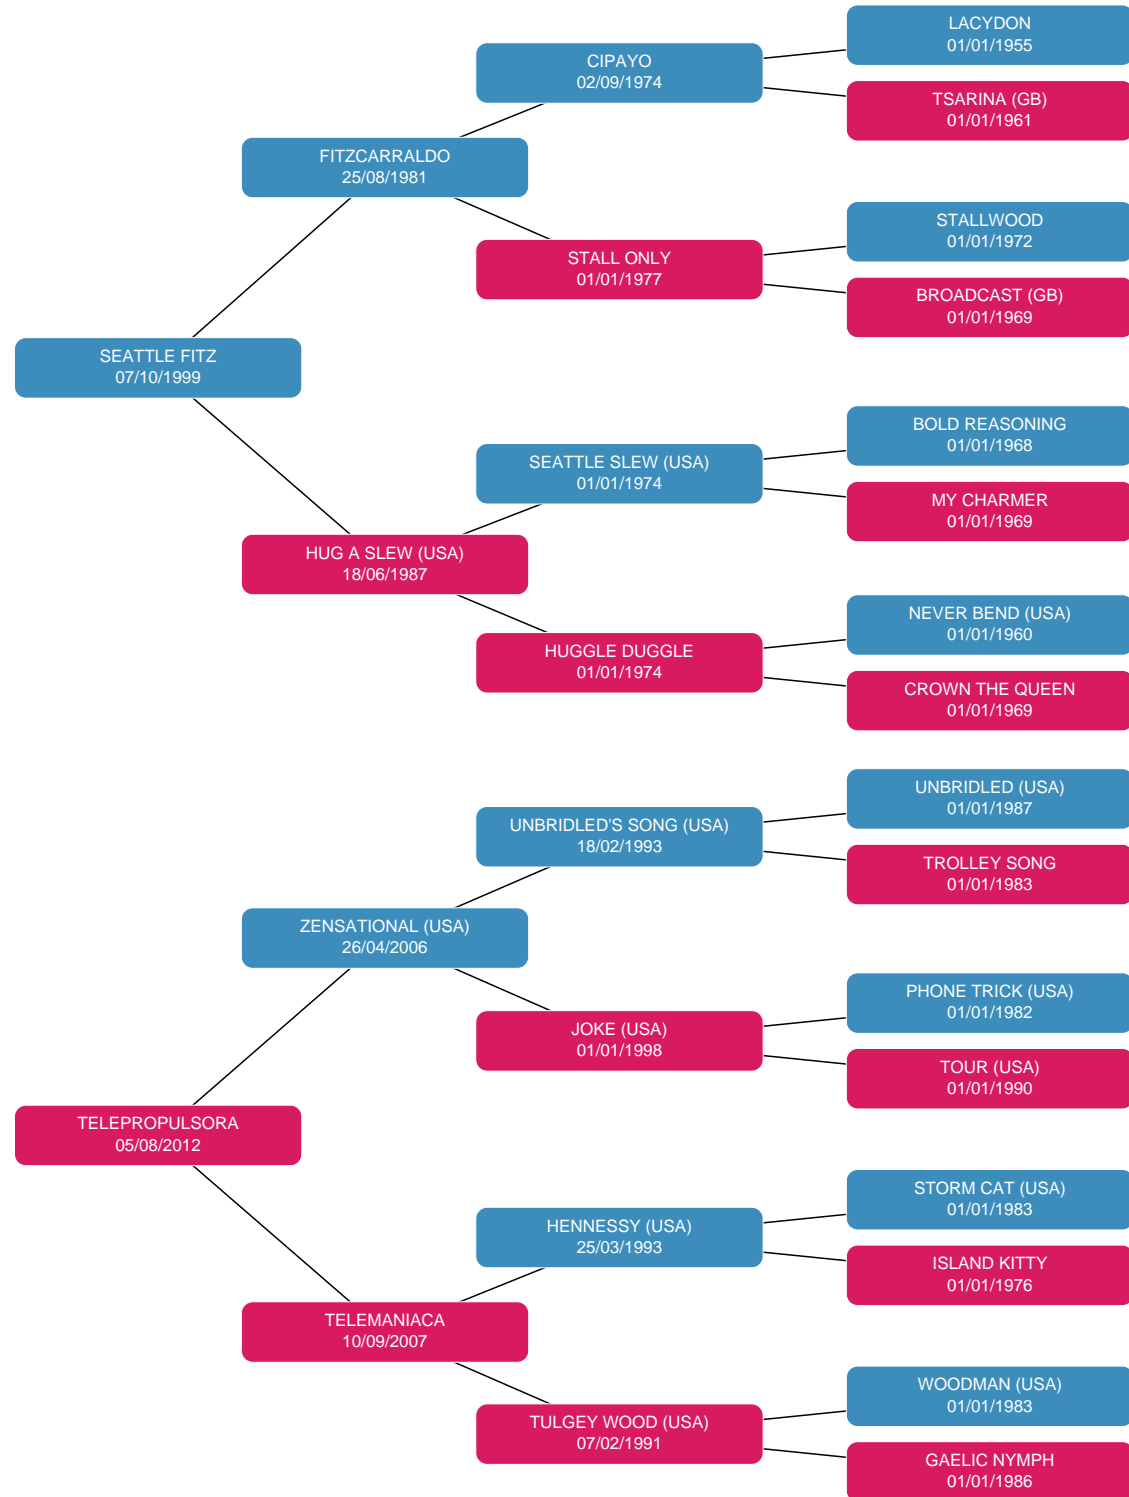 LACYDON
01/01/1955
CIPAYO
02/09/1974
TSARINA (GB)
01/01/1961
FITZCARRALDO
25/08/1981
STALLWOOD
01/01/1972
STALL ONLY
01/01/1977
BROADCAST (GB)
01/01/1969
SEATTLE FITZ
07/10/1999
BOLD REASONING
01/01/1968
SEATTLE SLEW (USA)
01/01/1974
MY CHARMER
01/01/1969
HUG A SLEW (USA)
18/06/1987
NEVER BEND (USA)
01/01/1960
HUGGLE DUGGLE
01/01/1974
CROWN THE QUEEN
01/01/1969
UNBRIDLED (USA)
01/01/1987
UNBRIDLED'S SONG (USA)
18/02/1993
TROLLEY SONG
01/01/1983
ZENSATIONAL (USA)
26/04/2006
PHONE TRICK (USA)
01/01/1982
JOKE (USA)
01/01/1998
TOUR (USA)
01/01/1990
TELEPROPULSORA
05/08/2012
STORM CAT (USA)
01/01/1983
HENNESSY (USA)
25/03/1993
ISLAND KITTY
01/01/1976
TELEMANIACA
10/09/2007
WOODMAN (USA)
01/01/1983
TULGEY WOOD (USA)
07/02/1991
GAELIC NYMPH
01/01/1986